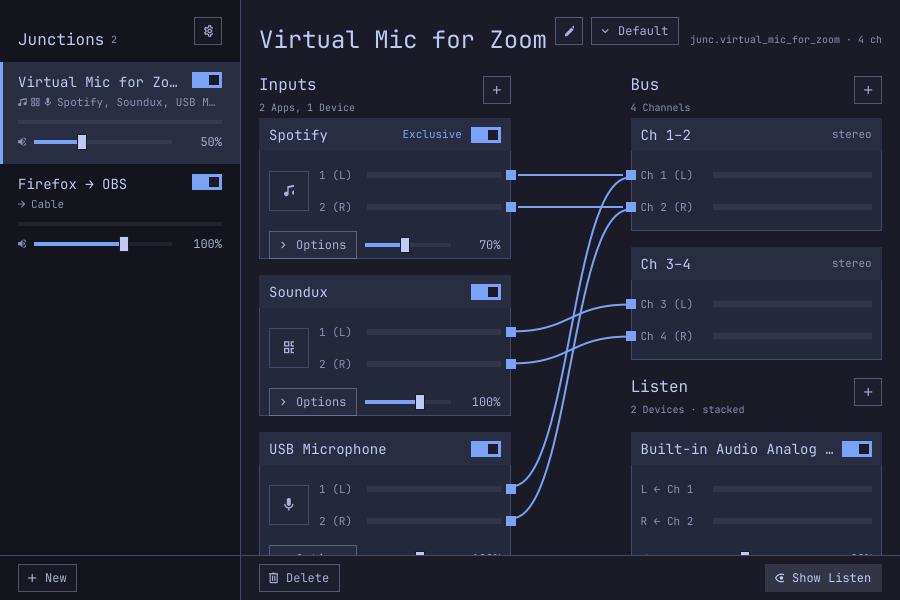 Junctions 2
Virtual Mic for Zo…
Spotify, Soundux, USB M…
50%
Firefox → OBS
→ Cable
100%
+ New
Virtual Mic for Zoom
Default
junc.virtual_mic_for_zoom · 4 ch
Inputs
2 Apps, 1 Device
+
Spotify
Exclusive
1 (L)
2 (R)
Options
70%
Soundux
1 (L)
2 (R)
Options
100%
USB Microphone
1 (L)
2 (R)
Bus
4 Channels
+
Ch 1–2
stereo
Ch 1 (L)
Ch 2 (R)
Ch 3–4
stereo
Ch 3 (L)
Ch 4 (R)
Listen
2 Devices · stacked
+
Built-in Audio Analog …
L ← Ch 1
R ← Ch 2
Delete
Show Listen